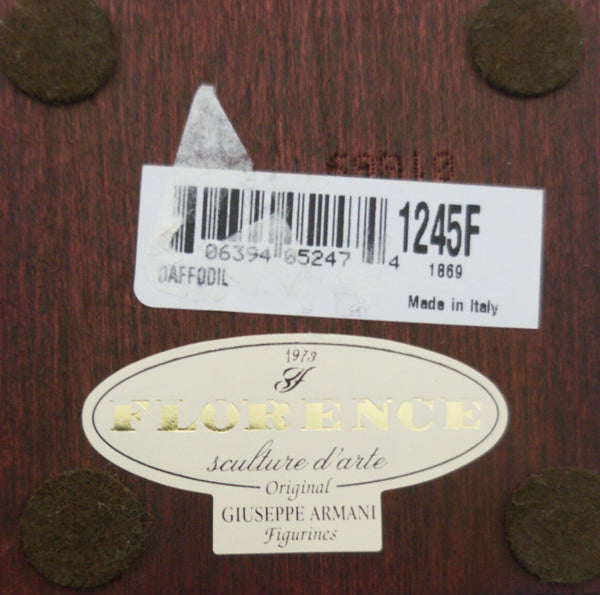 1245F
06394 65247 4
1869
DAFFODIL
Made in Italy
1973
FLORENCE
sculture d'arte
Original
GIUSEPPE ARMANI
Figurines